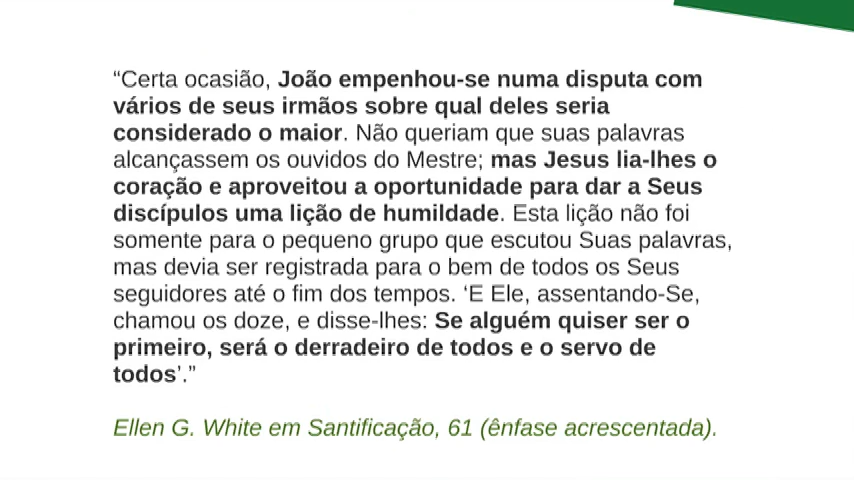 “Certa ocasião, João empenhou-se numa disputa com
vários de seus irmãos sobre qual deles seria
considerado o maior. Não queriam que suas palavras
alcançassem os ouvidos do Mestre; mas Jesus lia-lhes o
coração e aproveitou a oportunidade para dar a Seus
discípulos uma lição de humildade. Esta lição não foi
somente para o pequeno grupo que escutou Suas palavras,
mas devia ser registrada para o bem de todos os Seus
seguidores até o fim dos tempos. ‘E Ele, assentando-Se,
chamou os doze, e disse-lhes: Se alguém quiser ser o
primeiro, será o derradeiro de todos e o servo de
todos’.”
Ellen G. White em Santificação, 61 (ênfase acrescentada).